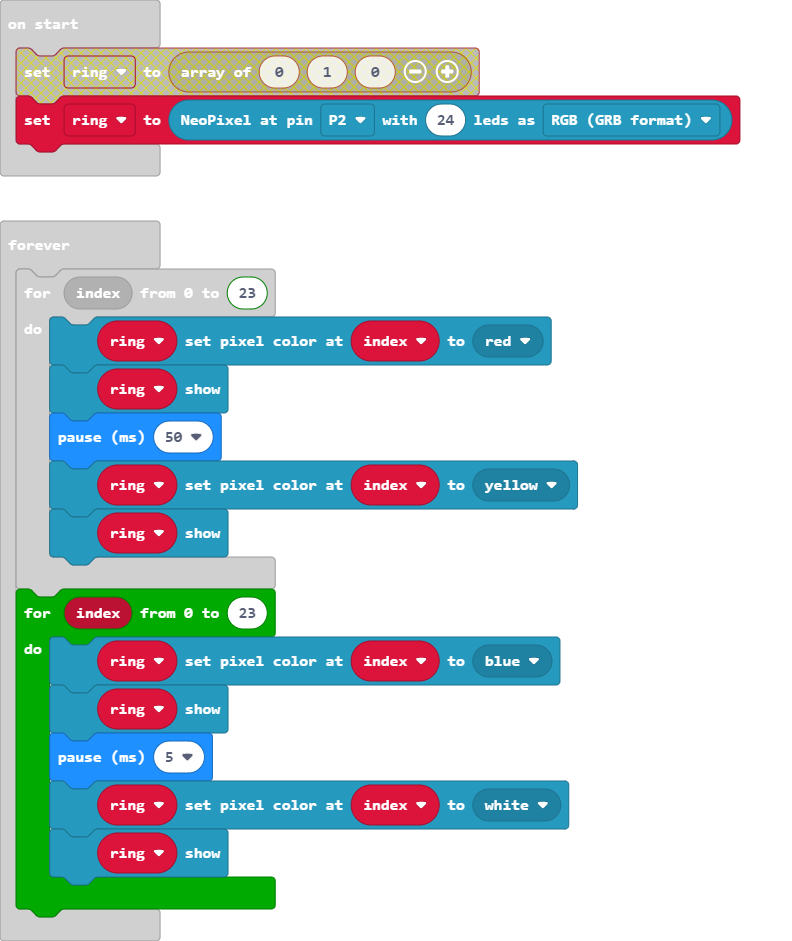 on start
set ring to array of 0 1 0
set ring to NeoPixel at pin P2 with 24 leds as RGB (GRB format)
forever
for index from 0 to 23
do
ring set pixel color at index to red
ring show
pause (ms) 50
ring set pixel color at index to yellow
ring show
for index from 0 to 23
do
ring set pixel color at index to blue
ring show
pause (ms) 5
ring set pixel color at index to white
ring show